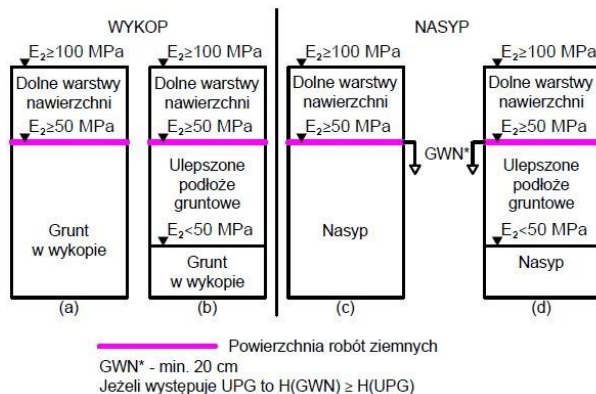 WYKOP
NASYP
E₂≥100 MPa
E₂≥100 MPa
E₂≥100 MPa
E₂≥100 MPa
Dolne warstwy
nawierzchni
Dolne warstwy
nawierzchni
Dolne warstwy
nawierzchni
Dolne warstwy
nawierzchni
E₂≥50 MPa
E₂≥50 MPa
E₂≥50 MPa
E₂≥50 MPa
GWN*
Grunt
w wykopie
Ulepszone
podłoże
gruntowe
Nasyp
Ulepszone
podłoże
gruntowe
E₂<50 MPa
E₂<50 MPa
Grunt
w wykopie
Nasyp
(a)
(b)
(c)
(d)
Powierzchnia robót ziemnych
GWN* - min. 20 cm
Jeżeli występuje UPG to H(GWN) ≥ H(UPG)